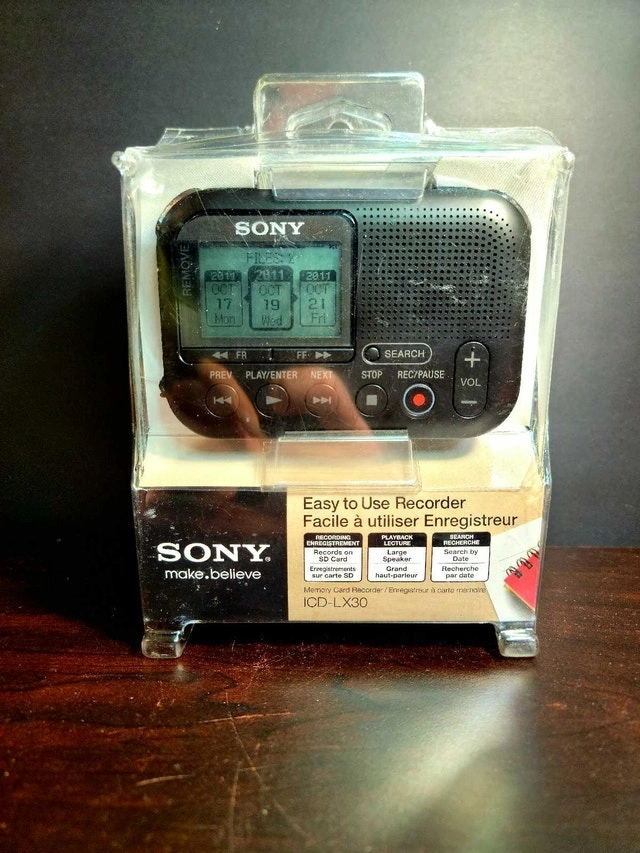 SONY
REMOVE
FILES:
2011 2011 2011
OCT OCT OCT
17 19 21
Mon Wed Fri
◀◀ FR FF ▶▶
SEARCH
PREV PLAY/ENTER NEXT STOP REC/PAUSE
+
VOL
−
Easy to Use Recorder
Facile à utiliser Enregistreur
SONY®
make.believe
RECORDING
ENREGISTREMENT
Records on
SD Card
Enregistrements
sur carte SD
PLAYBACK
LECTURE
Large
Speaker
Grand
haut-parleur
SEARCH
RECHERCHE
Search by
Date
Recherche
par date
Memory Card Recorder / Enregistreur à carte mémoire
ICD-LX30